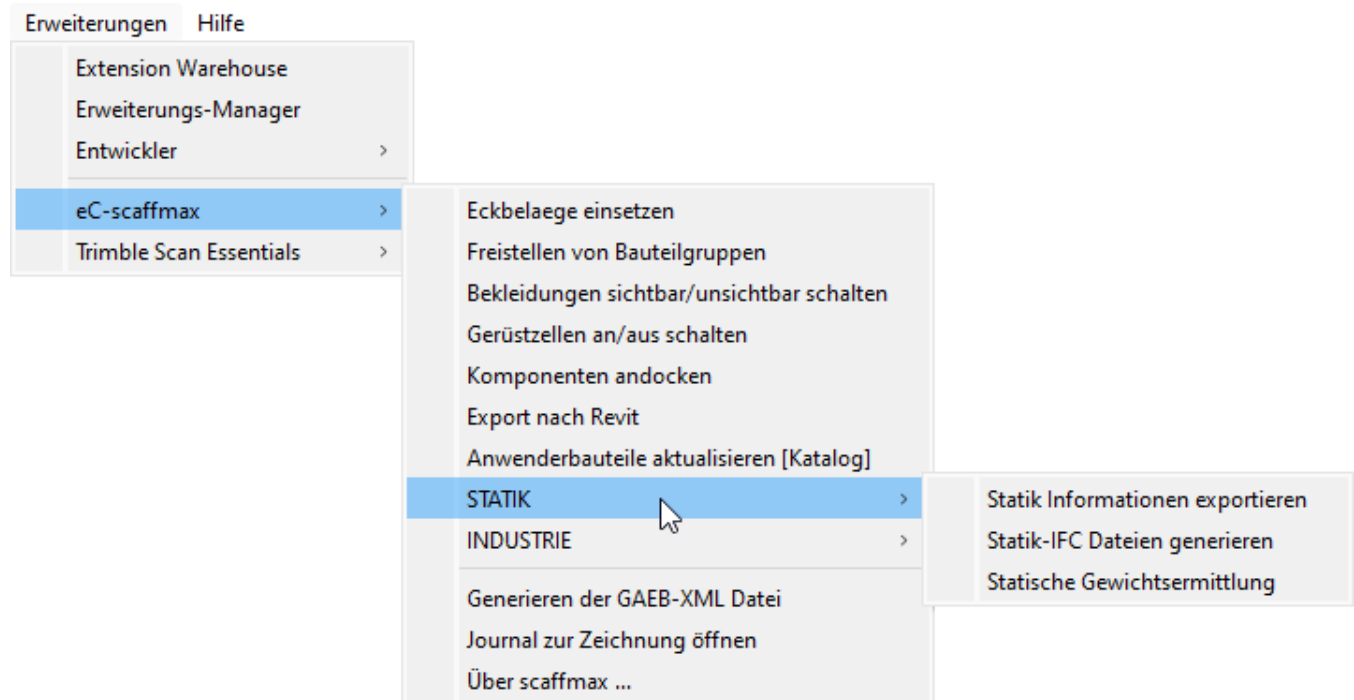 Erweiterungen Hilfe
Extension Warehouse
Erweiterungs-Manager
Entwickler
eC-scaffmax
Trimble Scan Essentials
Eckbelaege einsetzen
Freistellen von Bauteilgruppen
Bekleidungen sichtbar/unsichtbar schalten
Gerüstzellen an/aus schalten
Komponenten andocken
Export nach Revit
Anwenderbauteile aktualisieren [Katalog]
STATIK
INDUSTRIE
Generieren der GAEB-XML Datei
Journal zur Zeichnung öffnen
Über scaffmax ...
Statik Informationen exportieren
Statik-IFC Dateien generieren
Statische Gewichtsermittlung